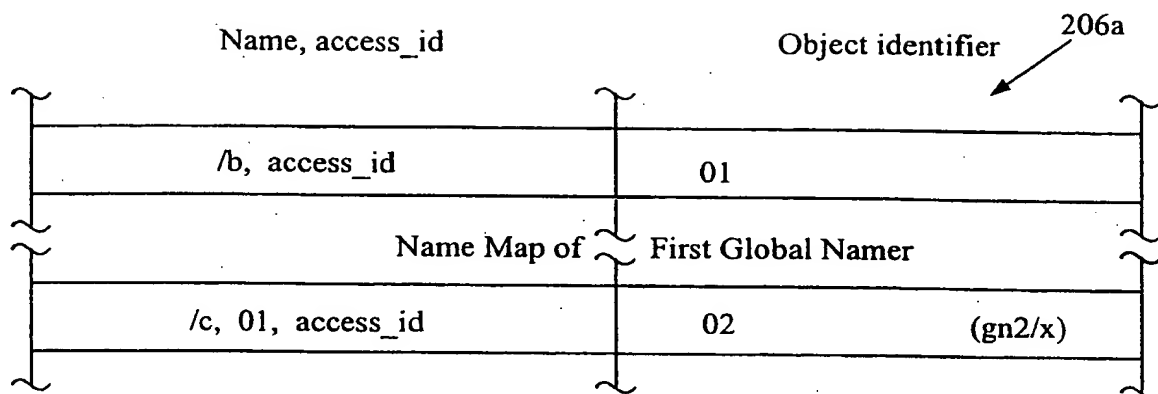 Name, access_id Object identifier 206a
/b, access_id 01
Name Map of First Global Namer
/c, 01, access_id 02 (gn2/x)